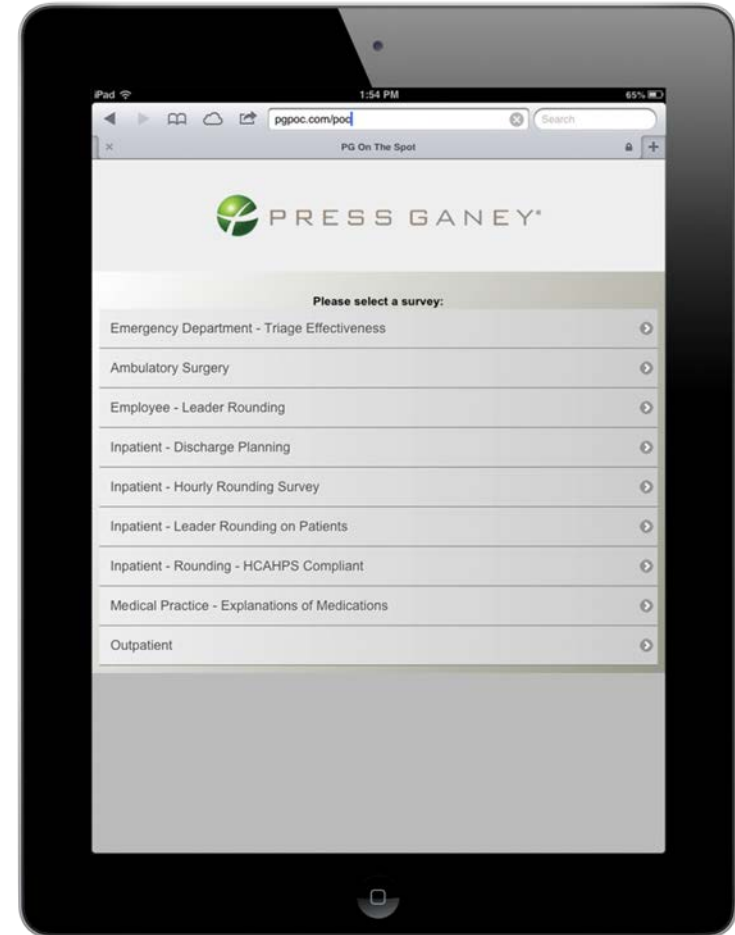 iPad 1:54 PM 65%
pgpoc.com/poc Search
PG On The Spot
PRESS GANEY®
Please select a survey:
Emergency Department - Triage Effectiveness
Ambulatory Surgery
Employee - Leader Rounding
Inpatient - Discharge Planning
Inpatient - Hourly Rounding Survey
Inpatient - Leader Rounding on Patients
Inpatient - Rounding - HCAHPS Compliant
Medical Practice - Explanations of Medications
Outpatient